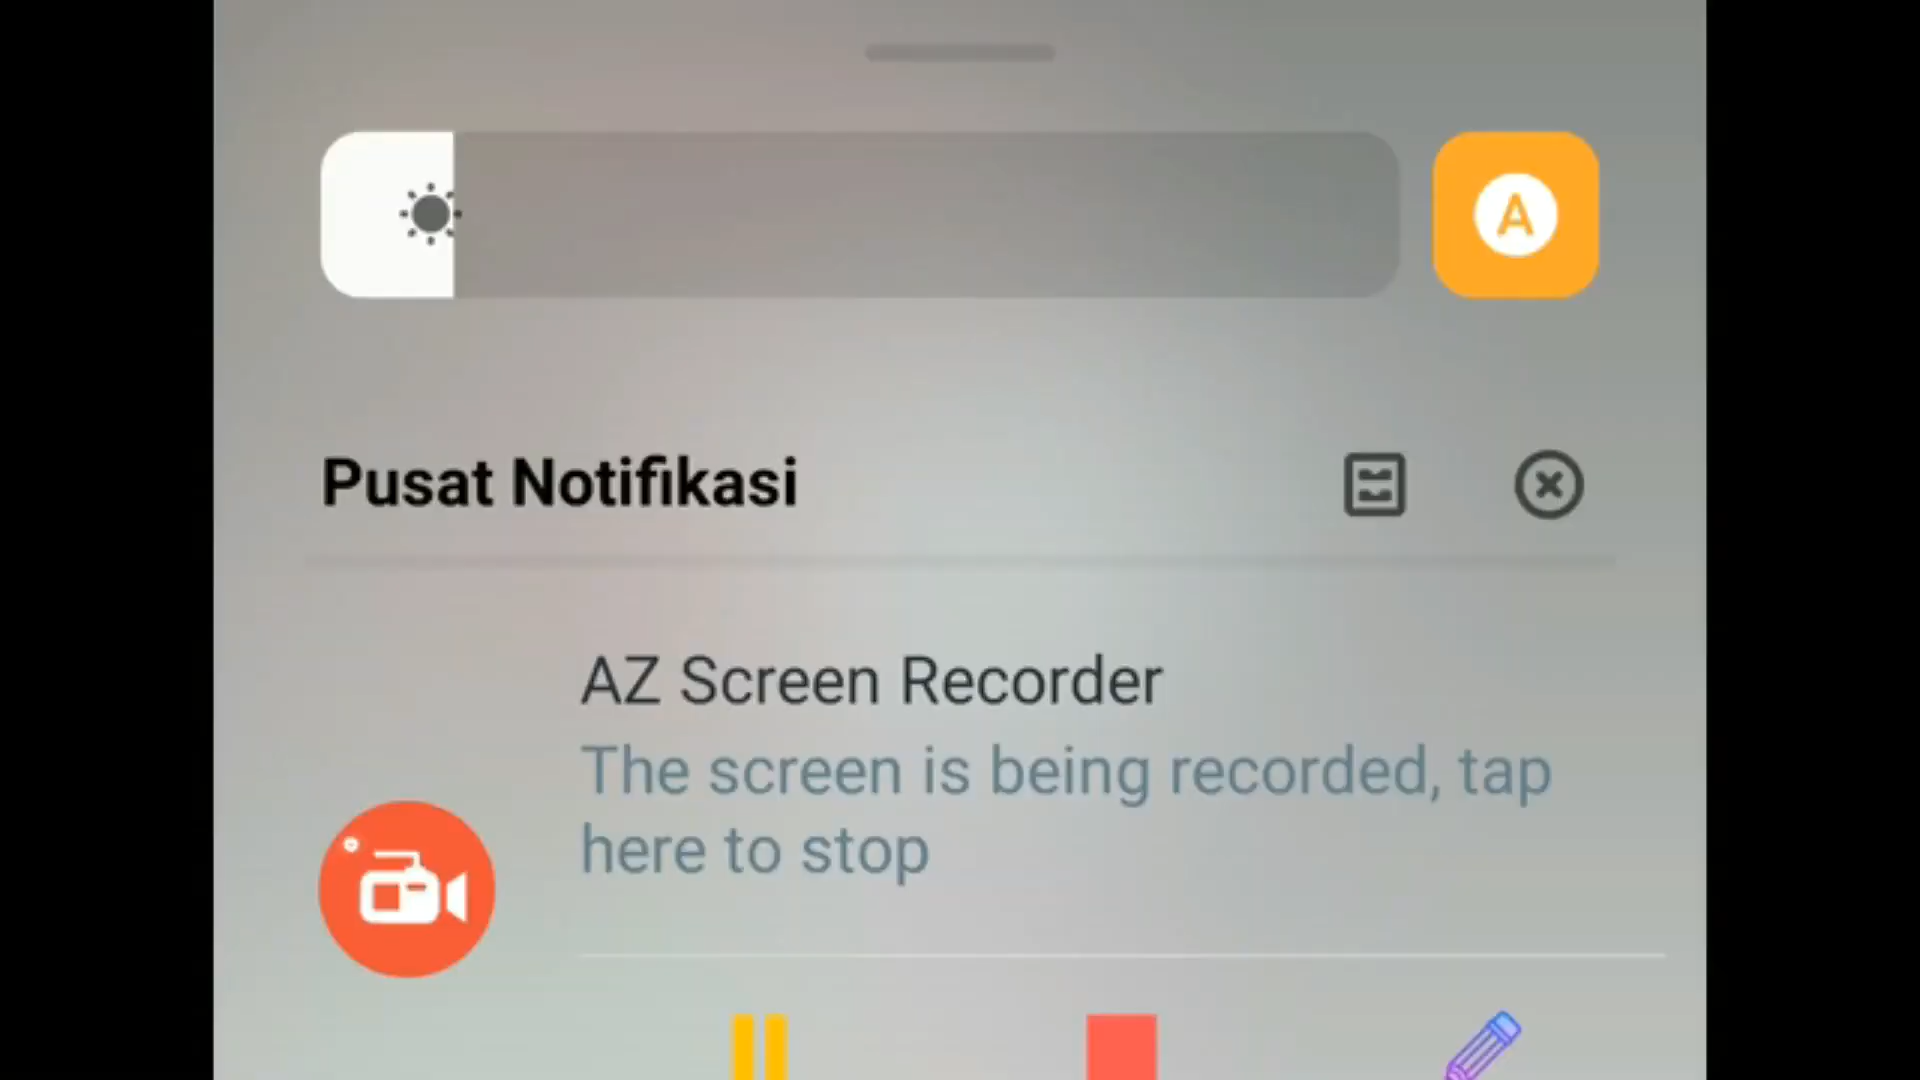 A
Pusat Notifikasi
AZ Screen Recorder
The screen is being recorded, tap
here to stop